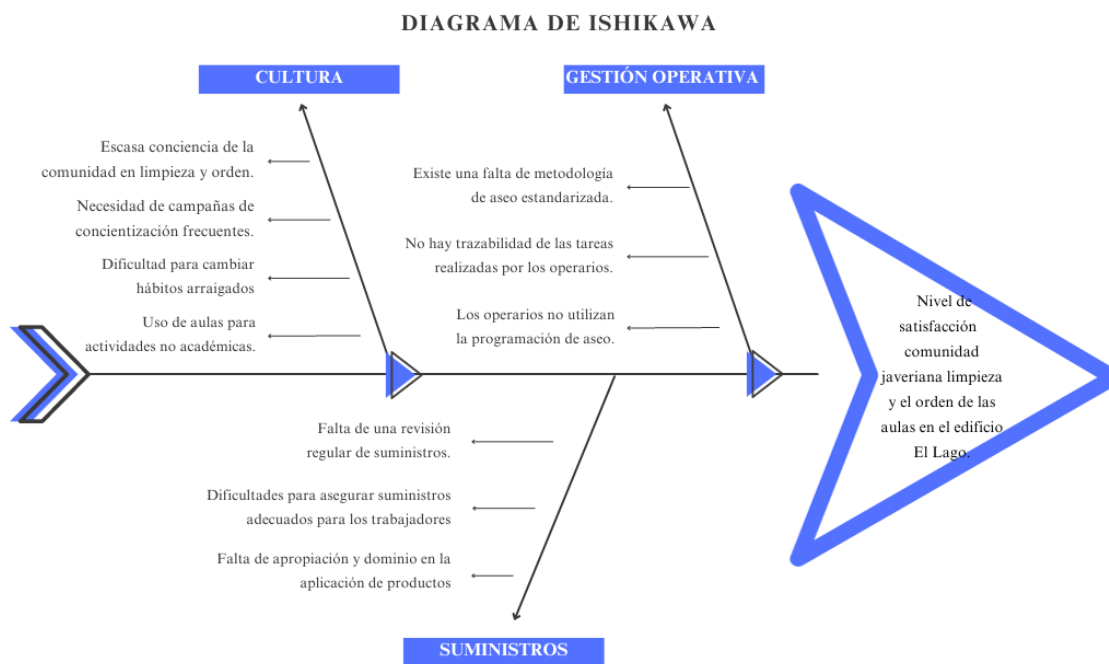 DIAGRAMA DE ISHIKAWA
CULTURA
Escasa conciencia de la
comunidad en limpieza y orden.
Necesidad de campañas de
concientización frecuentes.
Dificultad para cambiar
hábitos arraigados
Uso de aulas para
actividades no académicas.
GESTIÓN OPERATIVA
Existe una falta de metodología
de aseo estandarizada.
No hay trazabilidad de las tareas
realizadas por los operarios.
Los operarios no utilizan
la programación de aseo.
Falta de una revisión
regular de suministros.
Dificultades para asegurar suministros
adecuados para los trabajadores
Falta de apropiación y dominio en la
aplicación de productos
SUMINISTROS
Nivel de
satisfacción
comunidad
javeriana limpieza
y el orden de las
aulas en el edificio
El Lago.